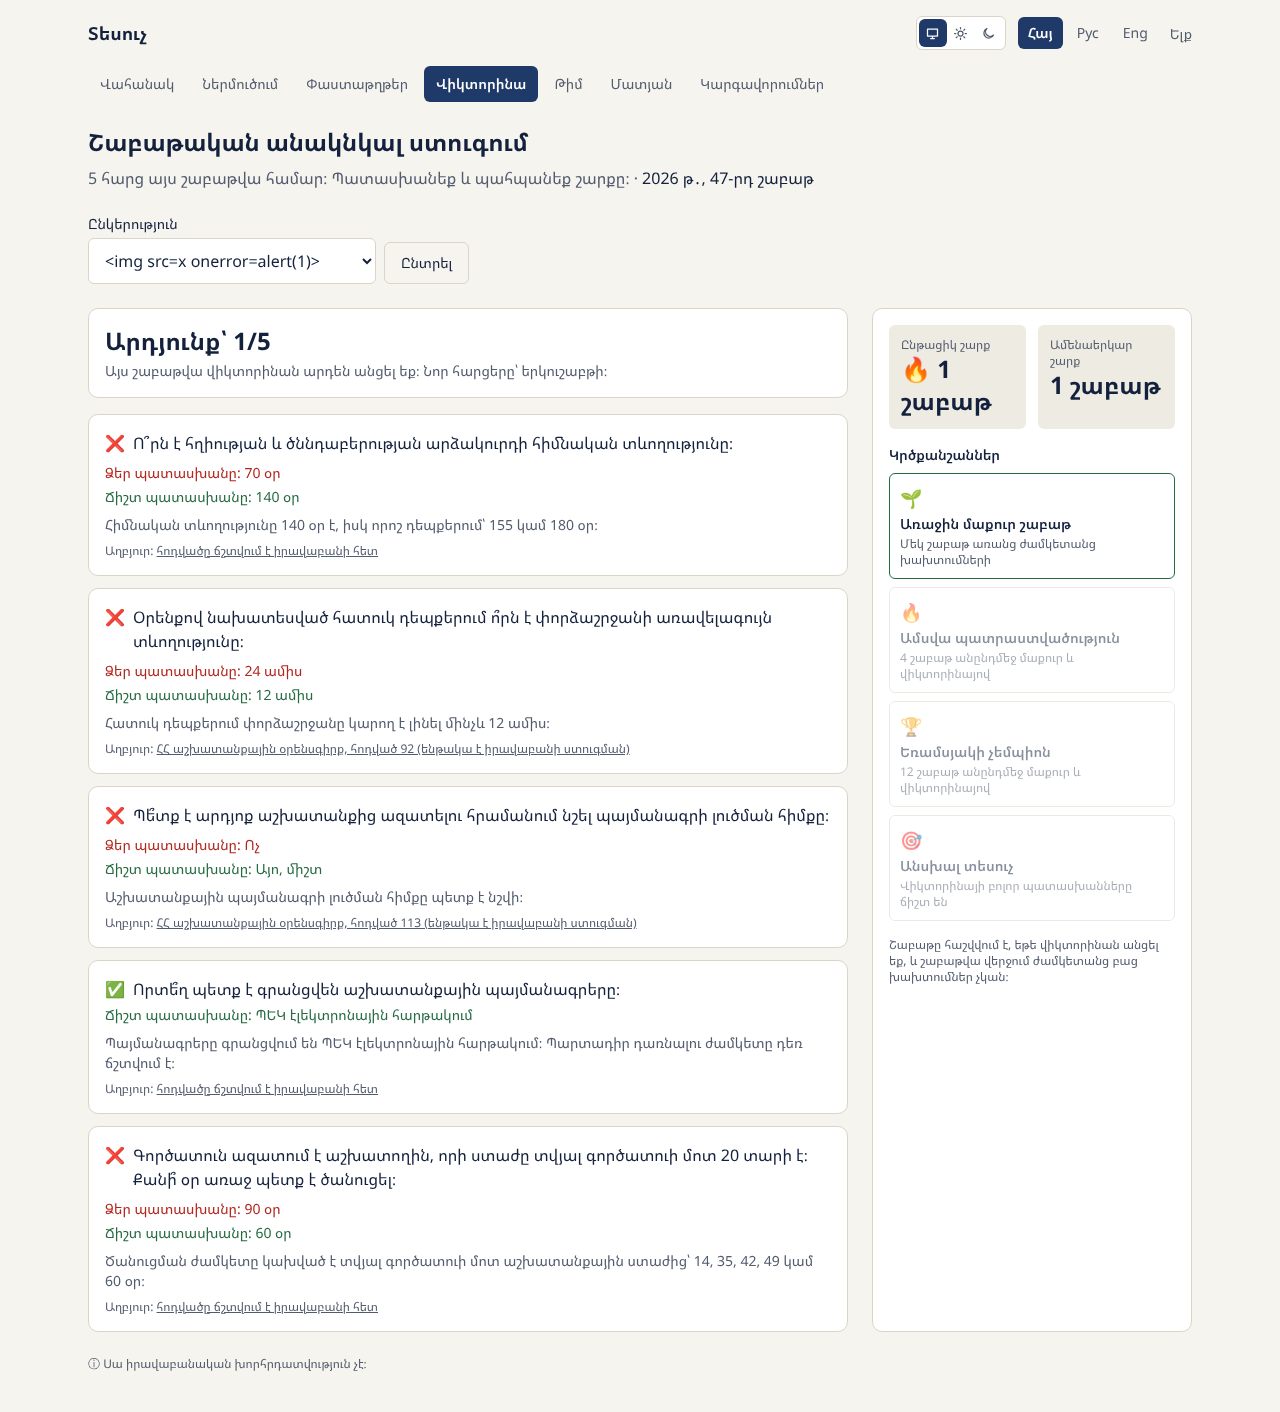 Տեսուչ
Հայ
Рус
Eng
Ելք
Վահանակ
Ներմուծում
Փաստաթղթեր
Վիկտորինա
Թիմ
Մատյան
Կարգավորումներ
Շաբաթական անակնկալ ստուգում
5 հարց այս շաբաթվա համար։ Պատասխանեք և պահպանեք շարքը։ · 2026 թ․, 47-րդ շաբաթ
Ընկերություն
<img src=x onerror=alert(1)>
Ընտրել
Արդյունք՝ 1/5
Այս շաբաթվա վիկտորինան արդեն անցել եք։ Նոր հարցերը՝ երկուշաբթի։
❌ Ո՞րն է հղիության և ծննդաբերության արձակուրդի հիմնական տևողությունը։
Ձեր պատասխանը: 70 օր
Ճիշտ պատասխանը: 140 օր
Հիմնական տևողությունը 140 օր է, իսկ որոշ դեպքերում՝ 155 կամ 180 օր։
Աղբյուր: հոդվածը ճշտվում է իրավաբանի հետ
❌ Օրենքով նախատեսված հատուկ դեպքերում ո՞րն է փորձաշրջանի առավելագույն
տևողությունը։
Ձեր պատասխանը: 24 ամիս
Ճիշտ պատասխանը: 12 ամիս
Հատուկ դեպքերում փորձաշրջանը կարող է լինել մինչև 12 ամիս։
Աղբյուր: ՀՀ աշխատանքային օրենսգիրք, հոդված 92 (ենթակա է իրավաբանի ստուգման)
❌ Պե՞տք է արդյոք աշխատանքից ազատելու հրամանում նշել պայմանագրի լուծման հիմքը։
Ձեր պատասխանը: Ոչ
Ճիշտ պատասխանը: Այո, միշտ
Աշխատանքային պայմանագրի լուծման հիմքը պետք է նշվի։
Աղբյուր: ՀՀ աշխատանքային օրենսգիրք, հոդված 113 (ենթակա է իրավաբանի ստուգման)
✅ Որտե՞ղ պետք է գրանցվեն աշխատանքային պայմանագրերը։
Ճիշտ պատասխանը: ՊԵԿ էլեկտրոնային հարթակում
Պայմանագրերը գրանցվում են ՊԵԿ էլեկտրոնային հարթակում։ Պարտադիր դառնալու ժամկետը դեռ
ճշտվում է։
Աղբյուր: հոդվածը ճշտվում է իրավաբանի հետ
❌ Գործատուն ազատում է աշխատողին, որի ստաժը տվյալ գործատուի մոտ 20 տարի է։
Քանի՞ օր առաջ պետք է ծանուցել։
Ձեր պատասխանը: 90 օր
Ճիշտ պատասխանը: 60 օր
Ծանուցման ժամկետը կախված է տվյալ գործատուի մոտ աշխատանքային ստաժից՝ 14, 35, 42, 49 կամ
60 օր։
Աղբյուր: հոդվածը ճշտվում է իրավաբանի հետ
Ընթացիկ շարք
🔥 1
շաբաթ
Ամենաերկար
շարք
1 շաբաթ
Կրծքանշաններ
🌱
Առաջին մաքուր շաբաթ
Մեկ շաբաթ առանց ժամկետանց
խախտումների
🔥
Ամսվա պատրաստվածություն
4 շաբաթ անընդմեջ մաքուր և
վիկտորինայով
🏆
Եռամսյակի չեմպիոն
12 շաբաթ անընդմեջ մաքուր և
վիկտորինայով
🎯
Անսխալ տեսուչ
Վիկտորինայի բոլոր պատասխանները
ճիշտ են
Շաբաթը հաշվվում է, եթե վիկտորինան անցել
եք, և շաբաթվա վերջում ժամկետանց բաց
խախտումներ չկան։
ⓘ Սա իրավաբանական խորհրդատվություն չէ։